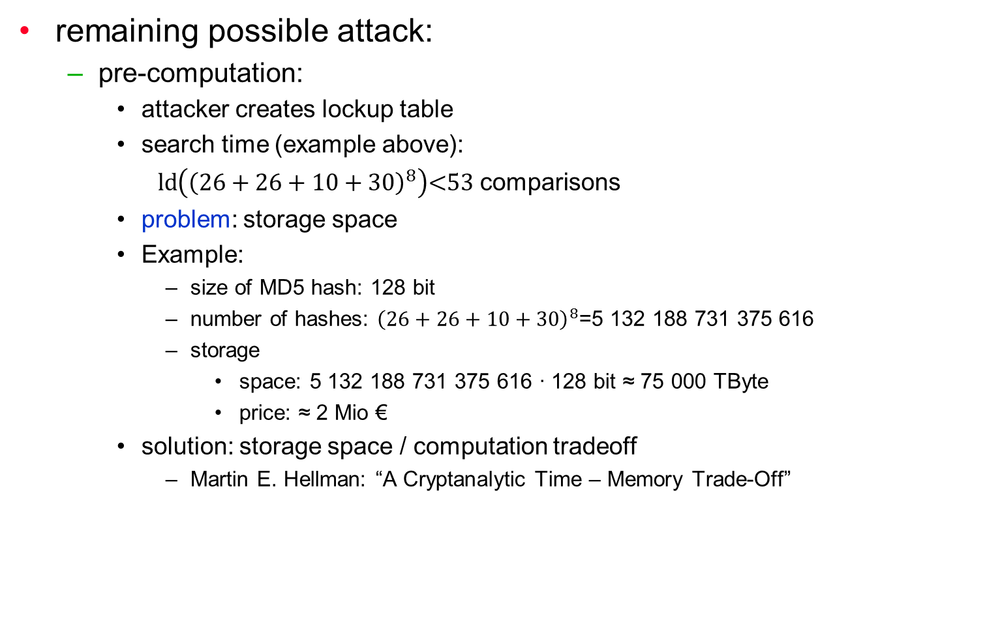 • remaining possible attack:
– pre-computation:
• attacker creates lockup table
• search time (example above):
ld((26 + 26 + 10 + 30)⁸)<53 comparisons
• problem: storage space
• Example:
– size of MD5 hash: 128 bit
– number of hashes: (26 + 26 + 10 + 30)⁸=5 132 188 731 375 616
– storage
• space: 5 132 188 731 375 616 · 128 bit ≈ 75 000 TByte
• price: ≈ 2 Mio €
• solution: storage space / computation tradeoff
– Martin E. Hellman: “A Cryptanalytic Time – Memory Trade-Off”